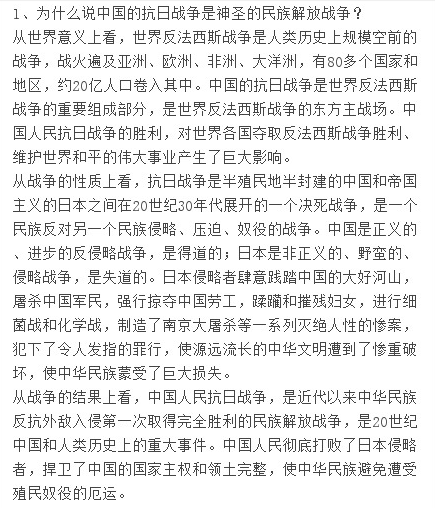 1、为什么说中国的抗日战争是神圣的民族解放战争？
从世界意义上看，世界反法西斯战争是人类历史上规模空前的
战争，战火遍及亚洲、欧洲、非洲、大洋洲，有80多个国家和
地区，约20亿人口卷入其中。中国的抗日战争是世界反法西斯
战争的重要组成部分，是世界反法西斯战争的东方主战场。中
国人民抗日战争的胜利，对世界各国夺取反法西斯战争胜利、
维护世界和平的伟大事业产生了巨大影响。
从战争的性质上看，抗日战争是半殖民地半封建的中国和帝国
主义的日本之间在20世纪30年代展开的一个决死战争，是一个
民族反对另一个民族侵略、压迫、奴役的战争。中国是正义的
、进步的反侵略战争，是得道的；日本是非正义的、野蛮的、
侵略战争，是失道的。日本侵略者肆意践踏中国的大好河山，
屠杀中国军民，强行掠夺中国劳工，蹂躏和摧残妇女，进行细
菌战和化学战，制造了南京大屠杀等一系列灭绝人性的惨案，
犯下了令人发指的罪行，使源远流长的中华文明遭到了惨重破
坏，使中华民族蒙受了巨大损失。
从战争的结果上看，中国人民抗日战争，是近代以来中华民族
反抗外敌入侵第一次取得完全胜利的民族解放战争，是20世纪
中国和人类历史上的重大事件。中国人民彻底打败了日本侵略
者，捍卫了中国的国家主权和领土完整，使中华民族避免遭受
殖民奴役的厄运。